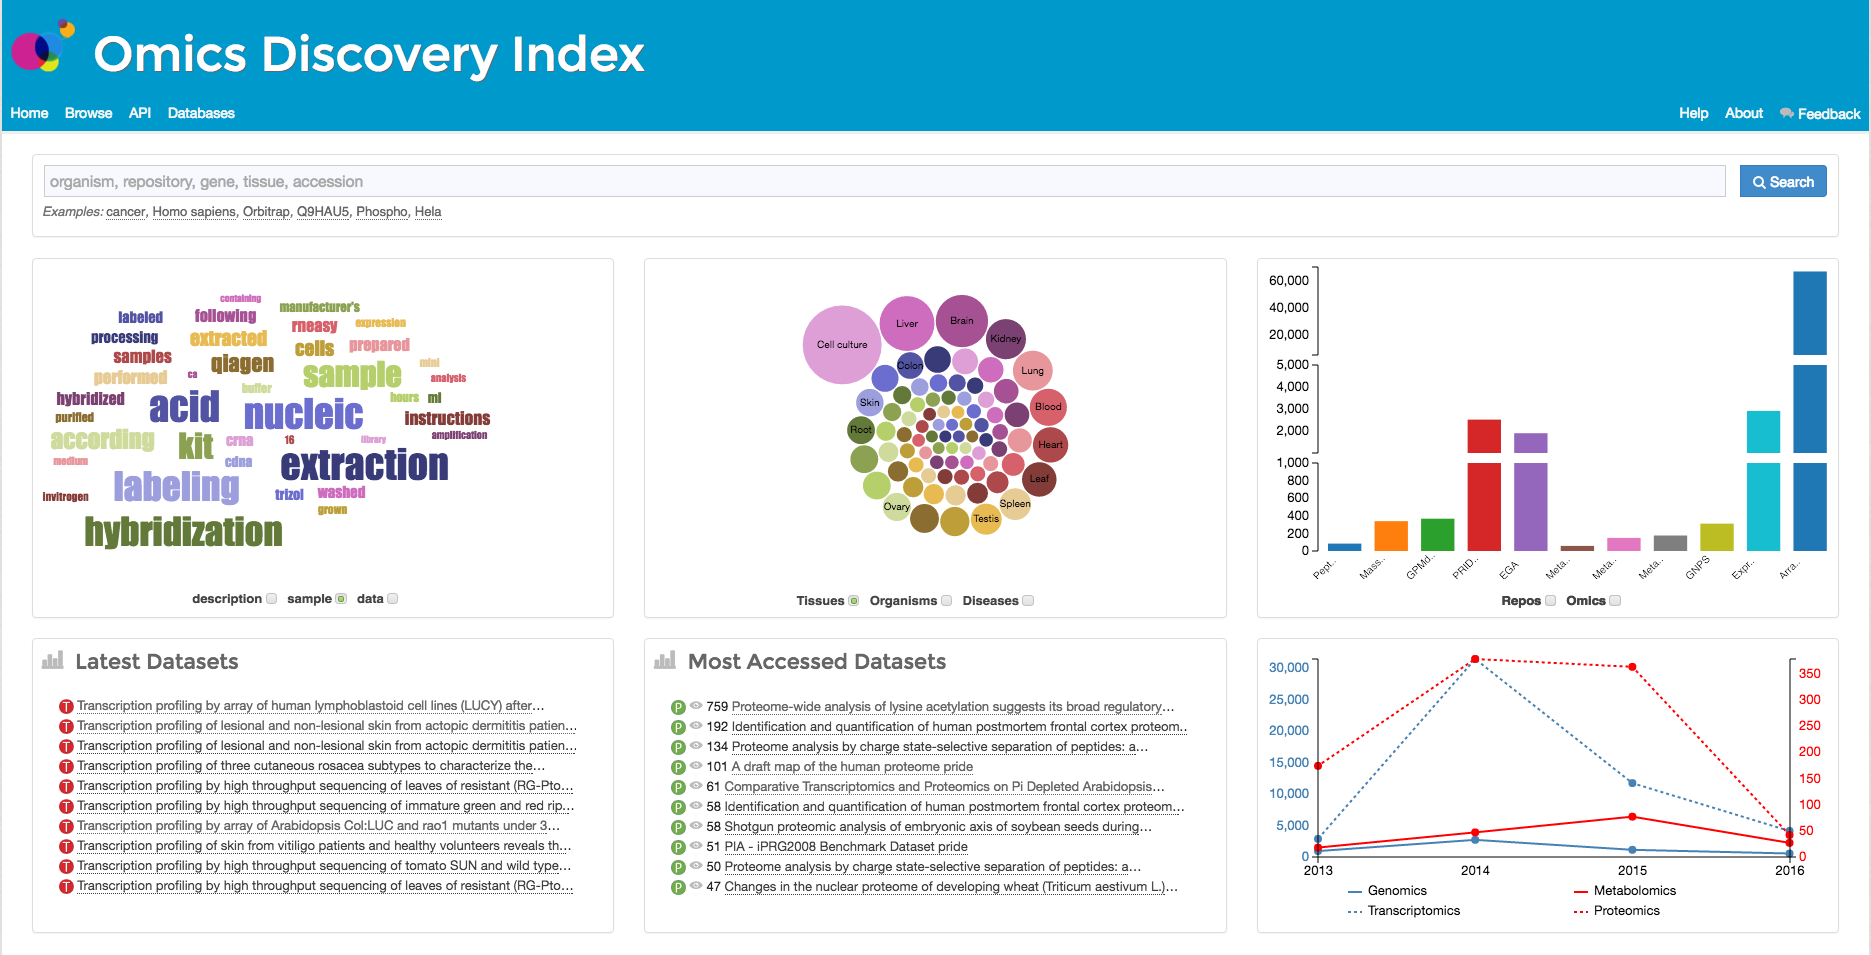 Omics Discovery Index
Home Browse API Databases
Help About Feedback
organism, repository, gene, tissue, accession
Search
Examples: cancer, Homo sapiens, Orbitrap, Q9HAU5, Phospho, Hela
containing
manufacturer's
labeled following
rneasy expression
processing extracted
cells prepared
samples qiagen
mini
performed ca sample analysis
buffer
hybridized acid nucleic hours ml
purified instructions
according kit crna 16 library amplification
medium cdna extraction
labeling trizol washed
invitrogen
grown
hybridization
description sample data
Cell culture
Liver
Brain
Kidney
Colon
Lung
Skin
Blood
Root
Heart
Leaf
Ovary
Spleen
Testis
Tissues Organisms Diseases
60,000
40,000
20,000
5,000
4,000
3,000
2,000
1,000
800
600
400
200
0
Pept.. Mass.. GPMd.. PRID.. EGA Meta.. Meta.. Meta.. GNPS Expr.. Arra..
Repos Omics
Latest Datasets
T Transcription profiling by array of human lymphoblastoid cell lines (LUCY) after...
T Transcription profiling of lesional and non-lesional skin from actopic dermititis patien...
T Transcription profiling of lesional and non-lesional skin from actopic dermititis patien...
T Transcription profiling of three cutaneous rosacea subtypes to characterize the...
T Transcription profiling by high throughput sequencing of leaves of resistant (RG-Pto...
T Transcription profiling by high throughput sequencing of immature green and red rip...
T Transcription profiling by array of Arabidopsis Col:LUC and rao1 mutants under 3...
T Transcription profiling of skin from vitiligo patients and healthy volunteers reveals th...
T Transcription profiling by high throughput sequencing of tomato SUN and wild type...
T Transcription profiling by high throughput sequencing of leaves of resistant (RG-Pto...
Most Accessed Datasets
P 759 Proteome-wide analysis of lysine acetylation suggests its broad regulatory...
P 192 Identification and quantification of human postmortem frontal cortex proteom..
P 134 Proteome analysis by charge state-selective separation of peptides: a...
P 101 A draft map of the human proteome pride
P 61 Comparative Transcriptomics and Proteomics on Pi Depleted Arabidopsis...
P 58 Identification and quantification of human postmortem frontal cortex proteom...
P 58 Shotgun proteomic analysis of embryonic axis of soybean seeds during...
P 51 PIA - iPRG2008 Benchmark Dataset pride
P 50 Proteome analysis by charge state-selective separation of peptides: a...
P 47 Changes in the nuclear proteome of developing wheat (Triticum aestivum L.)...
30,000
25,000
20,000
15,000
10,000
5,000
0
350
300
250
200
150
100
50
0
2013 2014 2015 2016
Genomics Metabolomics
Transcriptomics Proteomics